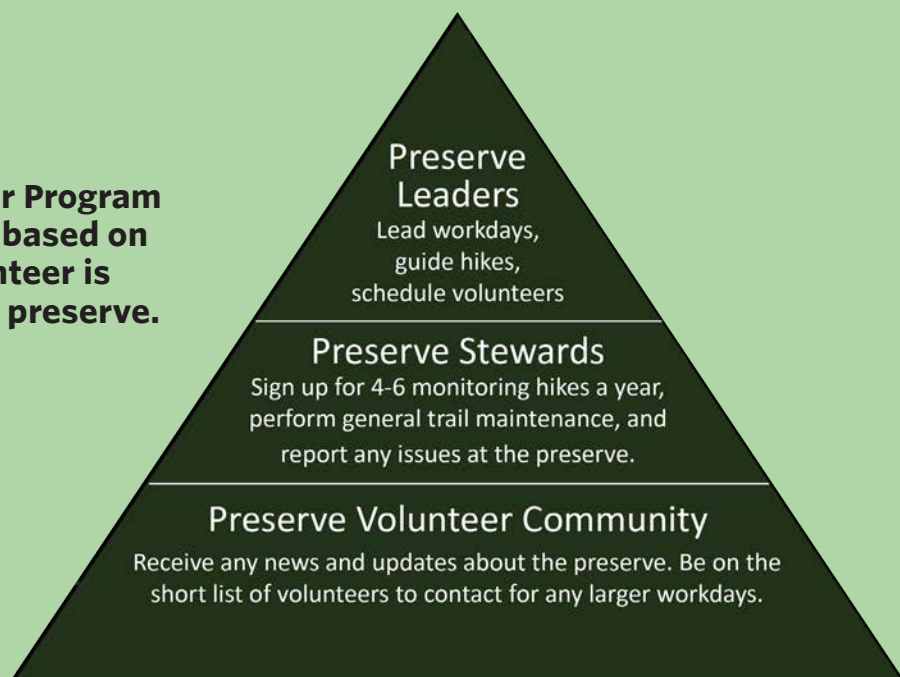 r Program
based on
nteer is
preserve.
Preserve
Leaders
Lead workdays,
guide hikes,
schedule volunteers
Preserve Stewards
Sign up for 4-6 monitoring hikes a year,
perform general trail maintenance, and
report any issues at the preserve.
Preserve Volunteer Community
Receive any news and updates about the preserve. Be on the
short list of volunteers to contact for any larger workdays.